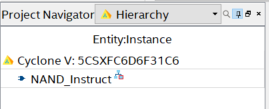 Project Navigator Hierarchy
Entity:Instance
Cyclone V: 5CSXFC6D6F31C6
NAND_Instruct